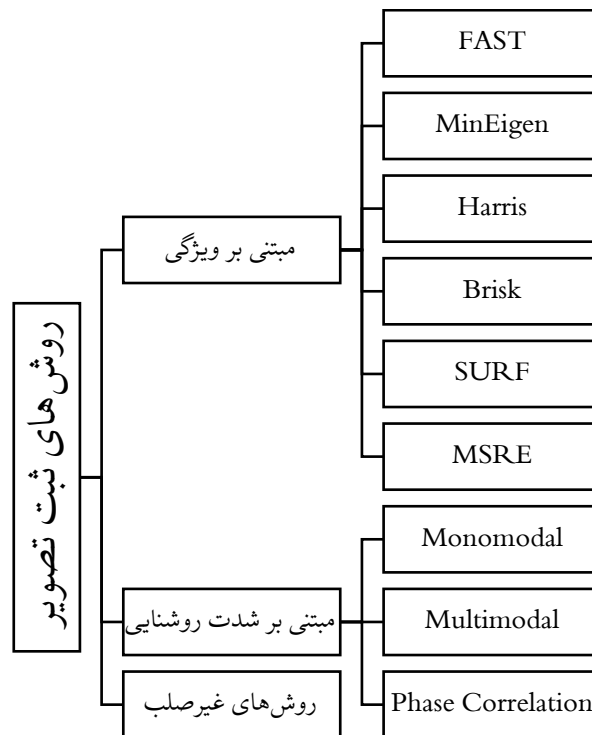 روش‌های ثبت تصویر
مبتنی بر ویژگی
FAST
MinEigen
Harris
Brisk
SURF
MSRE
مبتنی بر شدت روشنایی
Monomodal
Multimodal
Phase Correlation
روش‌های غیرصلب